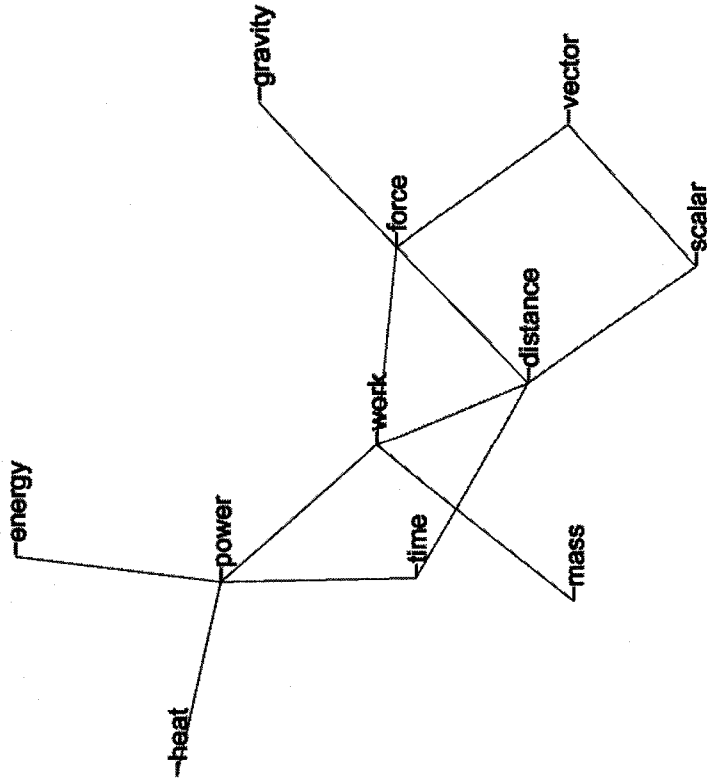 gravity
vector
force
scalar
distance
work
energy
power
time
mass
heat